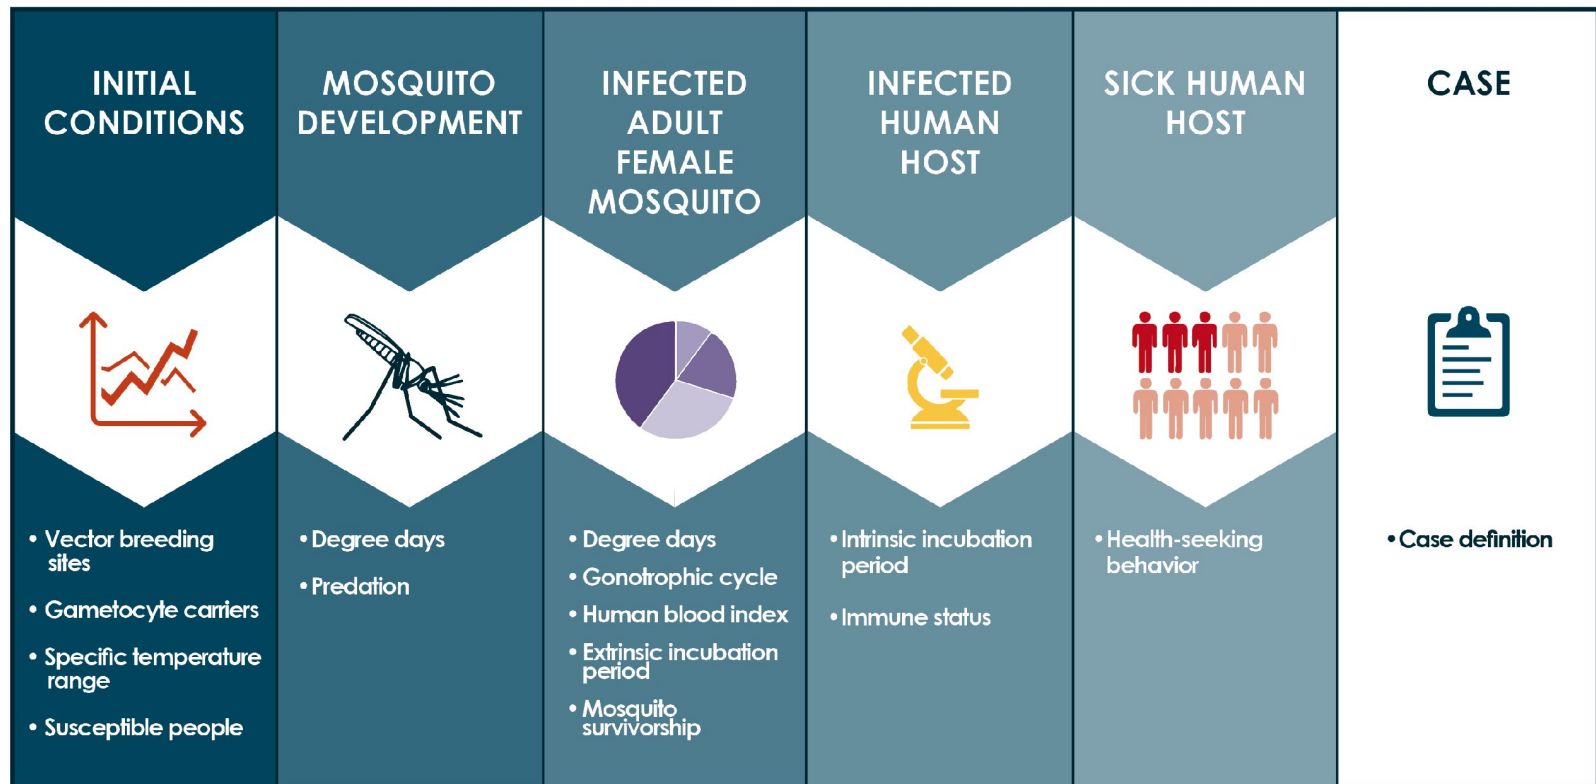 INITIAL
CONDITIONS
• Vector breeding
sites
• Gametocyte carriers
• Specific temperature
range
• Susceptible people
MOSQUITO
DEVELOPMENT
• Degree days
• Predation
INFECTED
ADULT
FEMALE
MOSQUITO
• Degree days
• Gonotrophic cycle
• Human blood index
• Extrinsic incubation
period
• Mosquito
survivorship
INFECTED
HUMAN
HOST
• Intrinsic incubation
period
• Immune status
SICK HUMAN
HOST
• Health-seeking
behavior
CASE
• Case definition